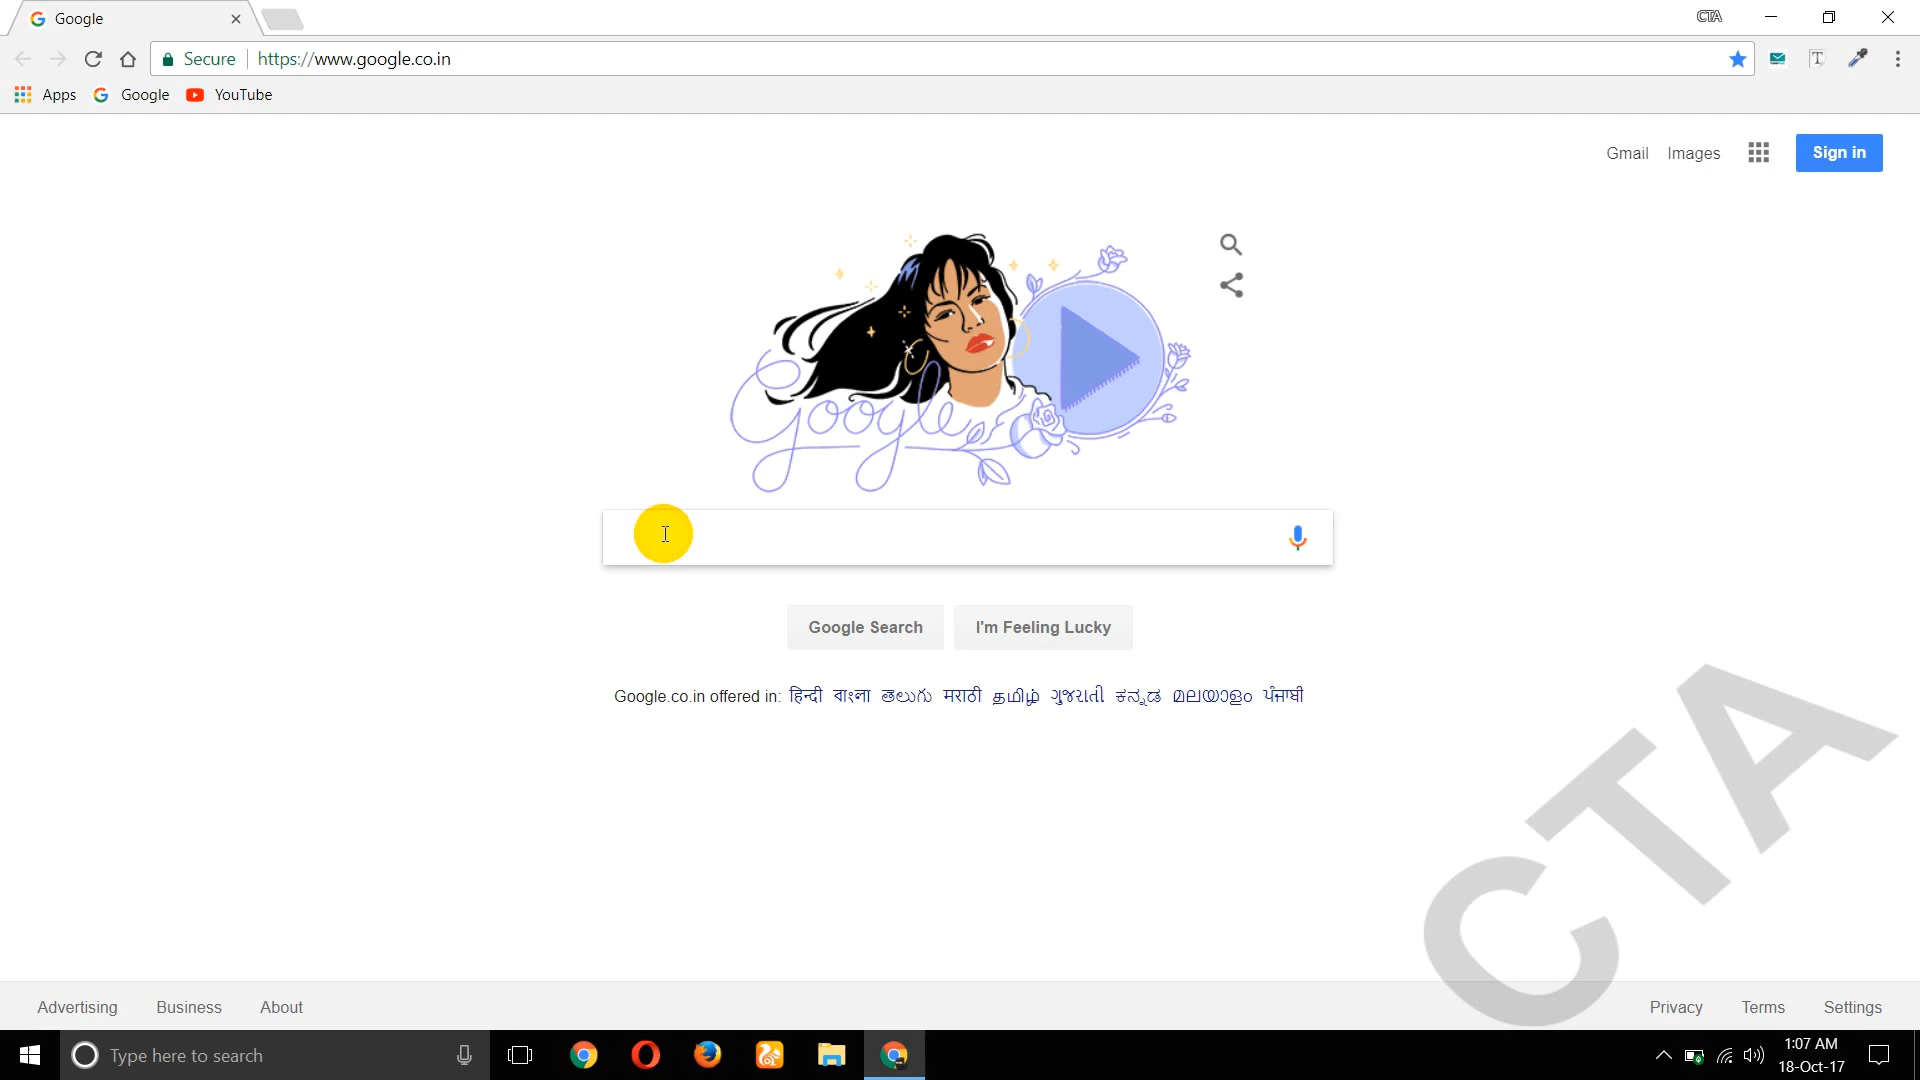 Google
CTA
Secure
https://www.google.co.in
Apps
Google
YouTube
Gmail
Images
Sign in
Google
Google Search
I'm Feeling Lucky
Google.co.in offered in: हिन्दी বাংলা తెలుగు मराठी தமிழ் ગુજરાતી ಕನ್ನಡ മലയാളം ਪੰਜਾਬੀ
CTA
Advertising
Business
About
Privacy
Terms
Settings
Type here to search
1:07 AM
18-Oct-17